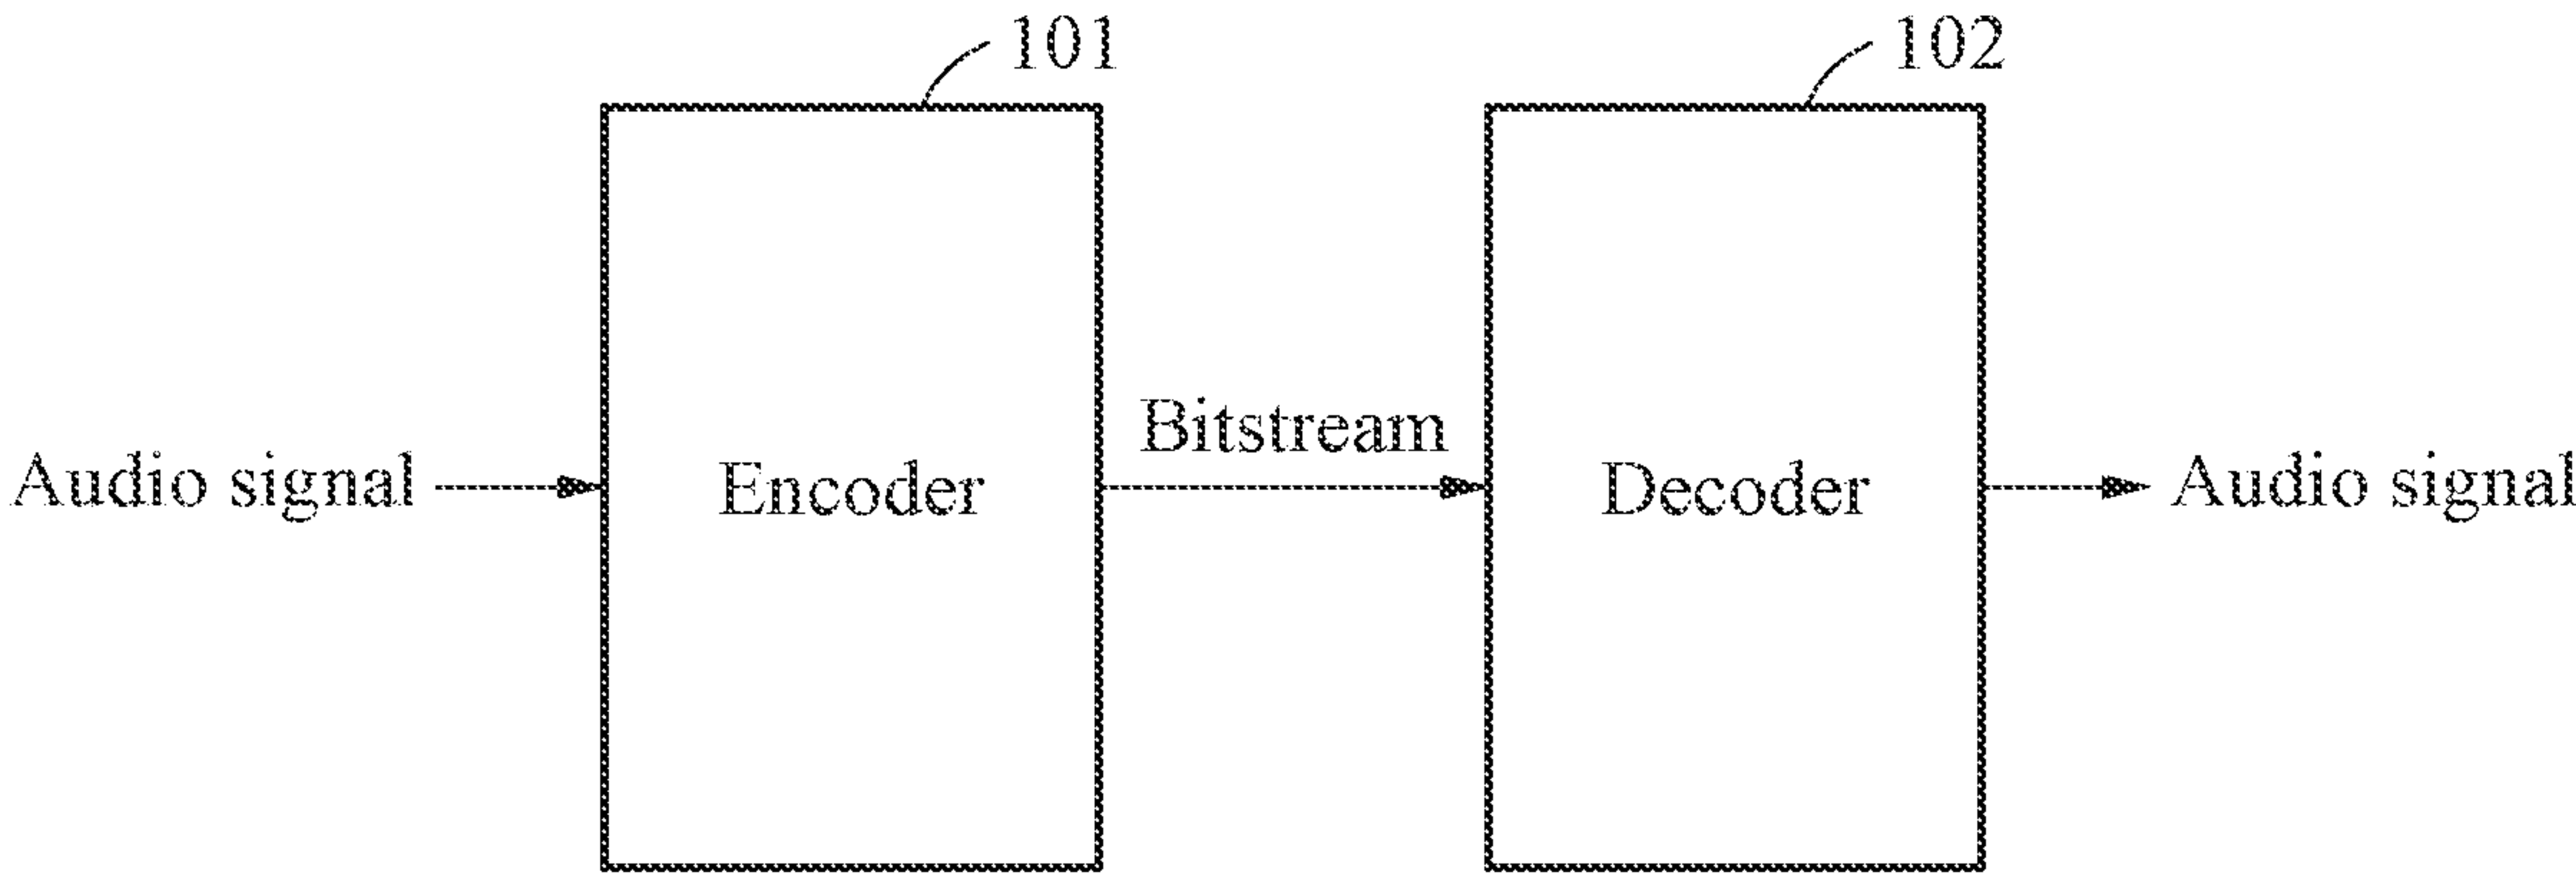 101
102
Bitstream
Audio signal
Encoder
Decoder
Audio signal